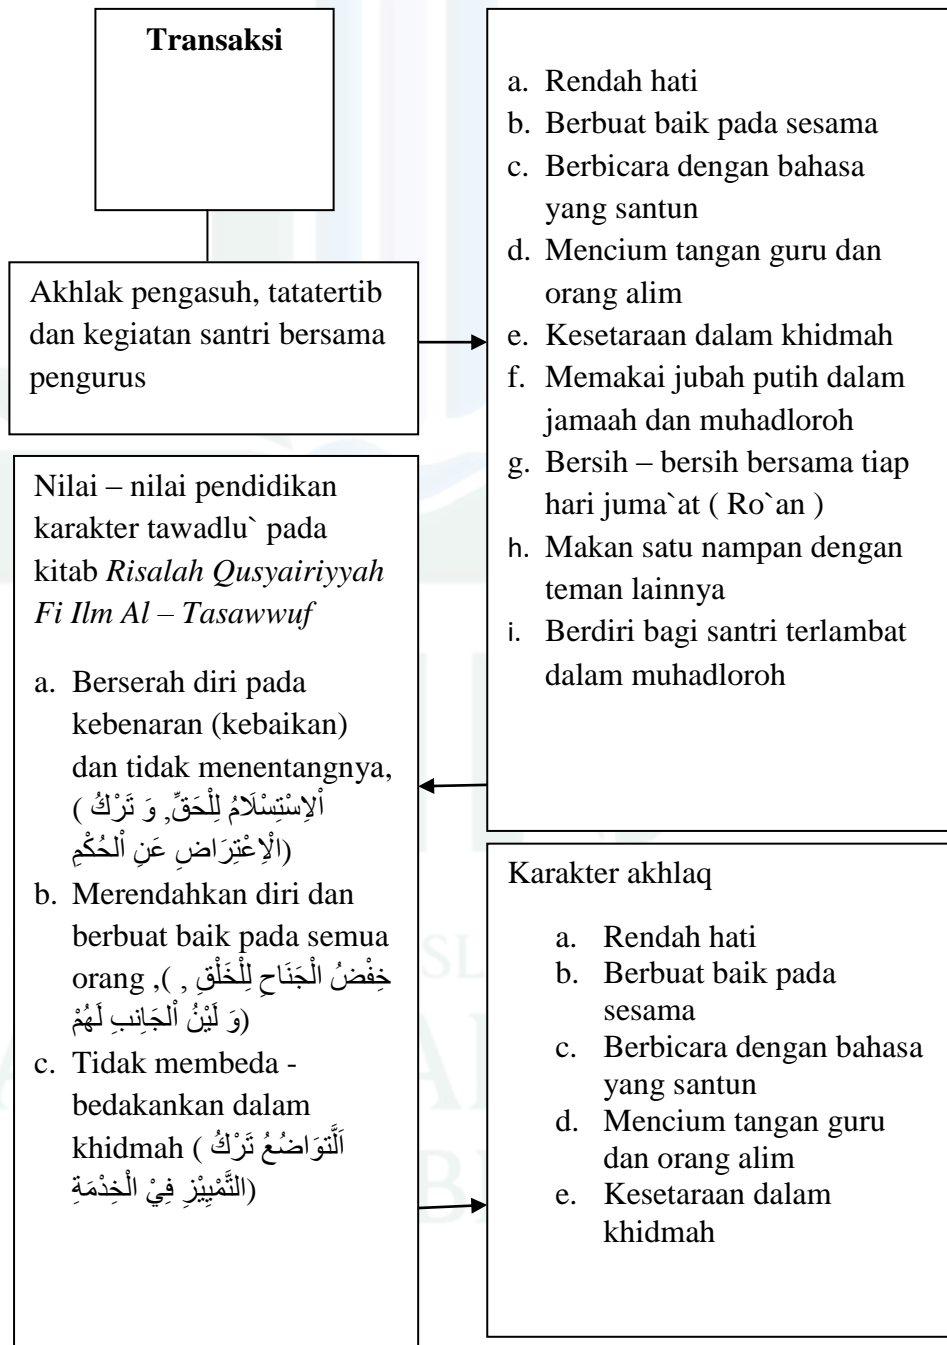 Transaksi
Akhlak pengasuh, tatatertib
dan kegiatan santri bersama
pengurus
a. Rendah hati
b. Berbuat baik pada sesama
c. Berbicara dengan bahasa
yang santun
d. Mencium tangan guru dan
orang alim
e. Kesetaraan dalam khidmah
f. Memakai jubah putih dalam
jamaah dan muhadloroh
g. Bersih – bersih bersama tiap
hari juma`at ( Ro`an )
h. Makan satu nampan dengan
teman lainnya
i. Berdiri bagi santri terlambat
dalam muhadloroh
Nilai – nilai pendidikan
karakter tawadlu` pada
kitab Risalah Qusyairiyyah
Fi Ilm Al – Tasawwuf
a. Berserah diri pada
kebenaran (kebaikan)
dan tidak menentangnya,
( اْلاِسْتِسْلَامُ لِلْحَقِّ, وَ تَرْكُ
الْاِعْتِرَاضِ عَنِ اْلحُكْمِ)
b. Merendahkan diri dan
berbuat baik pada semua
orang ,( , خِفْضُ الْجَنَاحِ لِلْخَلْقِ
وَ لَيْنُ اْلجَانِبِ لَهُمْ)
c. Tidak membeda -
bedakankan dalam
khidmah ( اَلَّتوَاضُعُ تَرْكُ
التَّمْيِيْزِ فِيْ الْخِدْمَةِ)
Karakter akhlaq
a. Rendah hati
b. Berbuat baik pada
sesama
c. Berbicara dengan bahasa
yang santun
d. Mencium tangan guru
dan orang alim
e. Kesetaraan dalam
khidmah